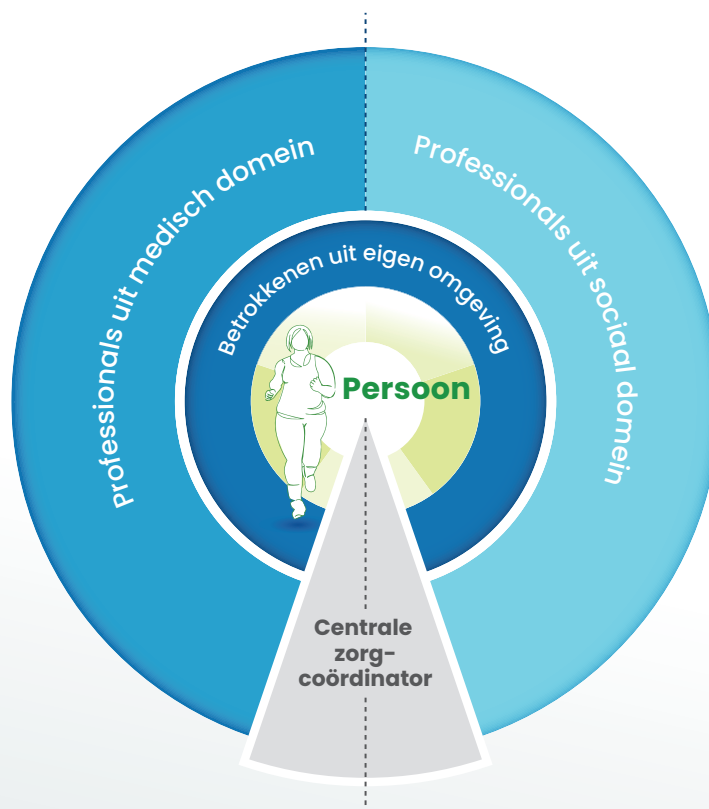 Professionals uit medisch domein
Professionals uit sociaal domein
Betrokkenen uit eigen omgeving
Persoon
Centrale
zorg-
coördinator